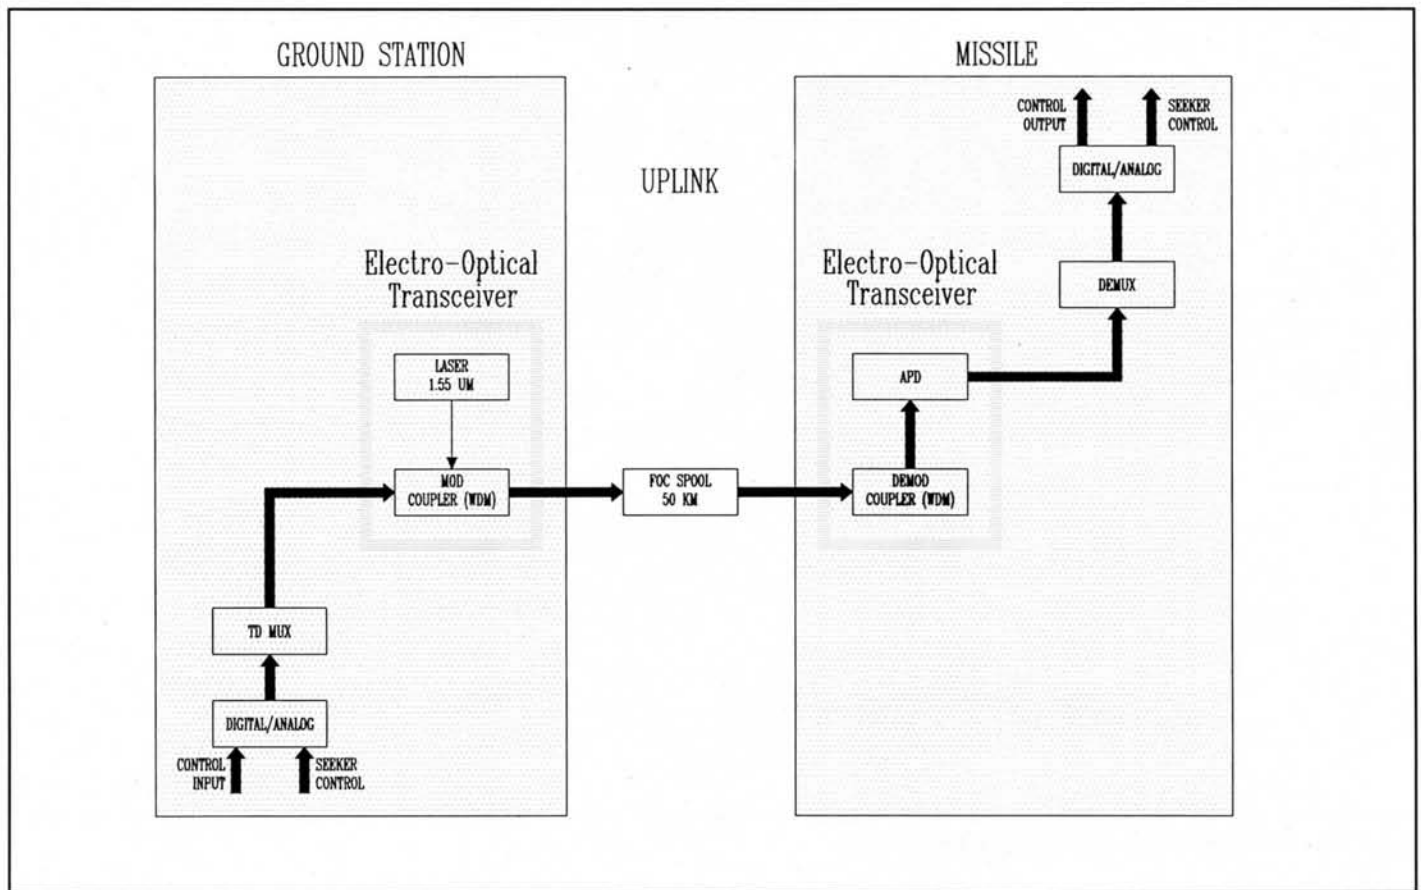 GROUND STATION
MISSILE
UPLINK
CONTROL
OUTPUT
SEEKER
CONTROL
DIGITAL/ANALOG
DEMUX
Electro-Optical
Transceiver
LASER
1.55 UM
MOD
COUPLER (WDM)
FOC SPOOL
50 KM
Electro-Optical
Transceiver
APD
DEMOD
COUPLER (WDM)
TD MUX
DIGITAL/ANALOG
CONTROL
INPUT
SEEKER
CONTROL